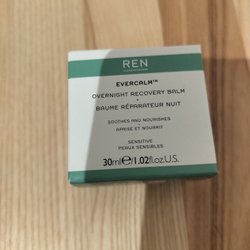 REN
EVERCALM™
OVERNIGHT RECOVERY BALM
•
BAUME RÉPARATEUR NUIT
SOOTHES AND NOURISHES
•
APAISE ET NOURRIT
SENSITIVE
PEAUX SENSIBLES
30ml℮/1.02fl.oz.U.S.